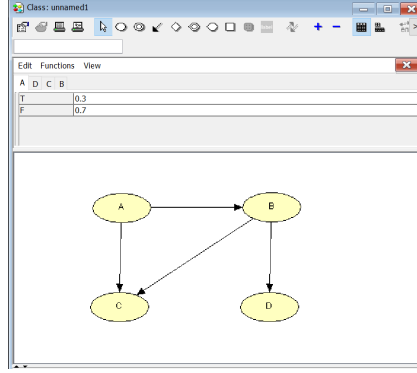 Class: unnamed1
Edit Functions View
A D C B
T 0.3
F 0.7
A B
C D